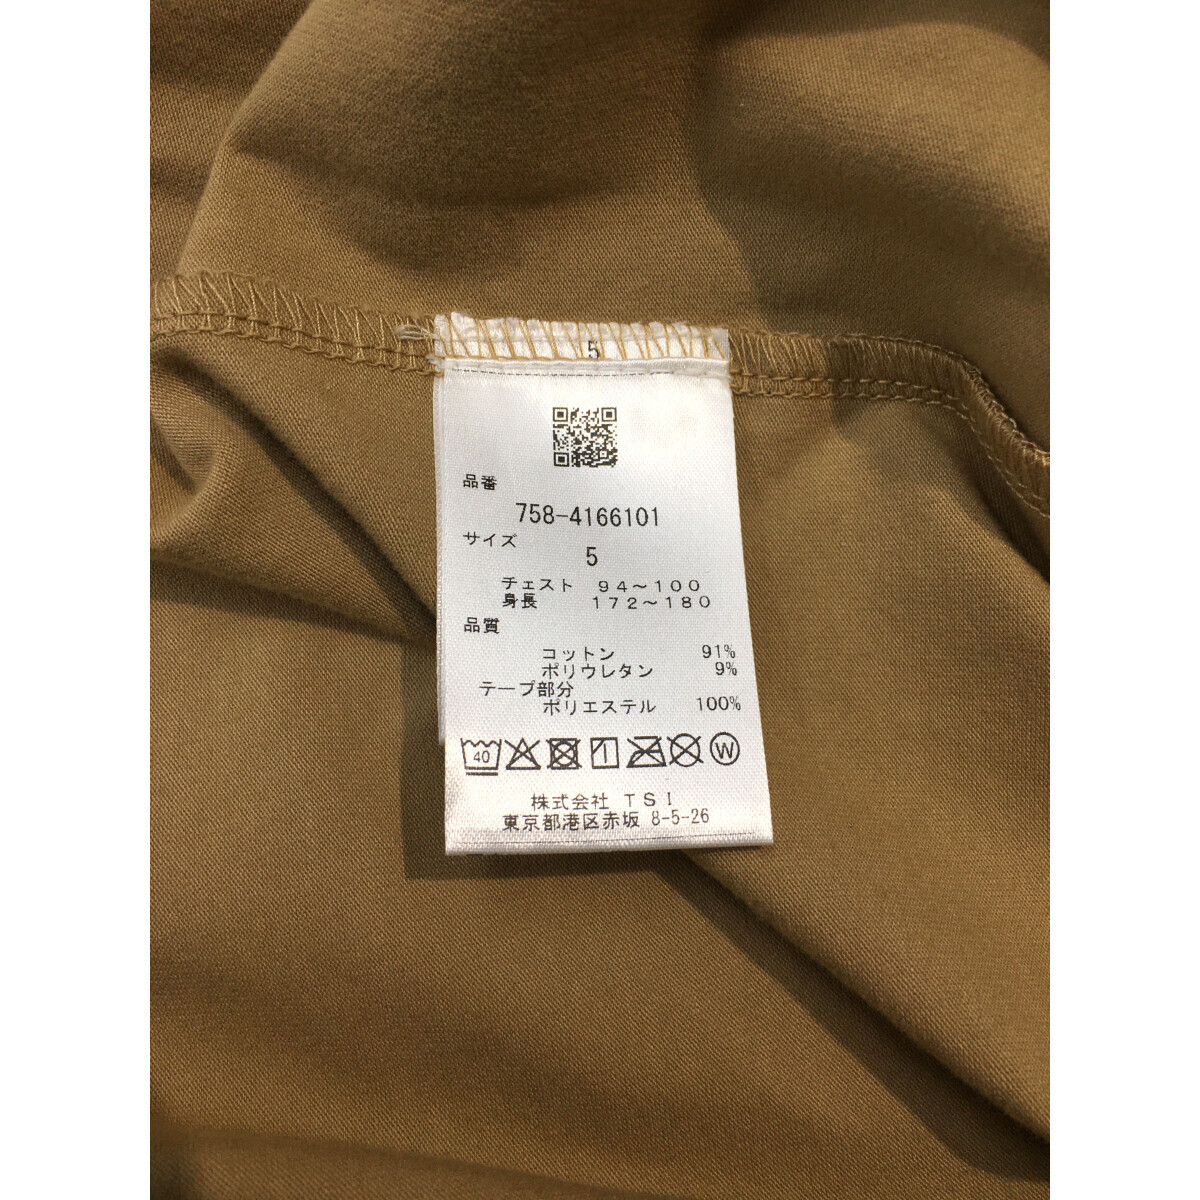 5
品番
758-4166101
サイズ
5
チェスト 94～100
身長 172～180
品質
コットン 91%
ポリウレタン 9%
テープ部分
ポリエステル 100%
40 W
株式会社 TSI
東京都港区赤坂 8-5-26